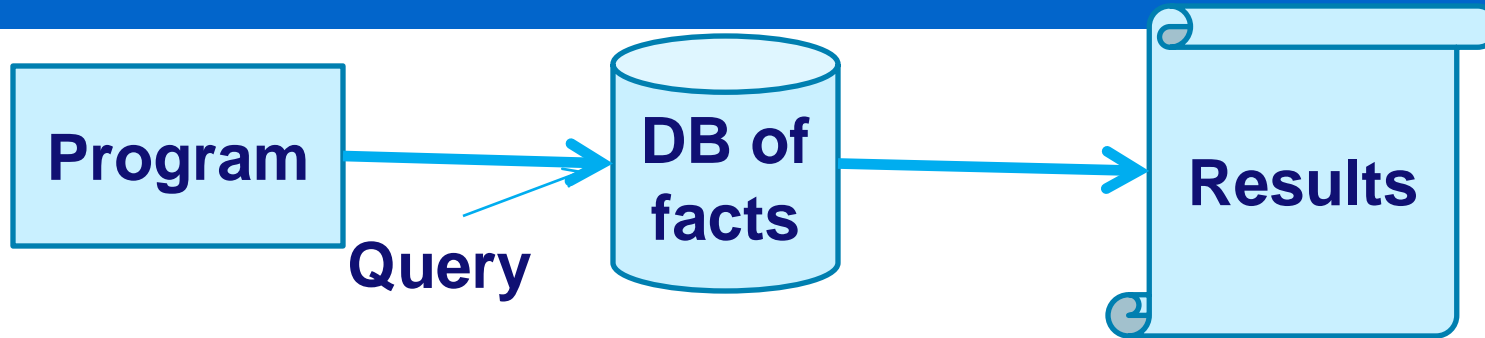 Program
Query
DB of
facts
Results